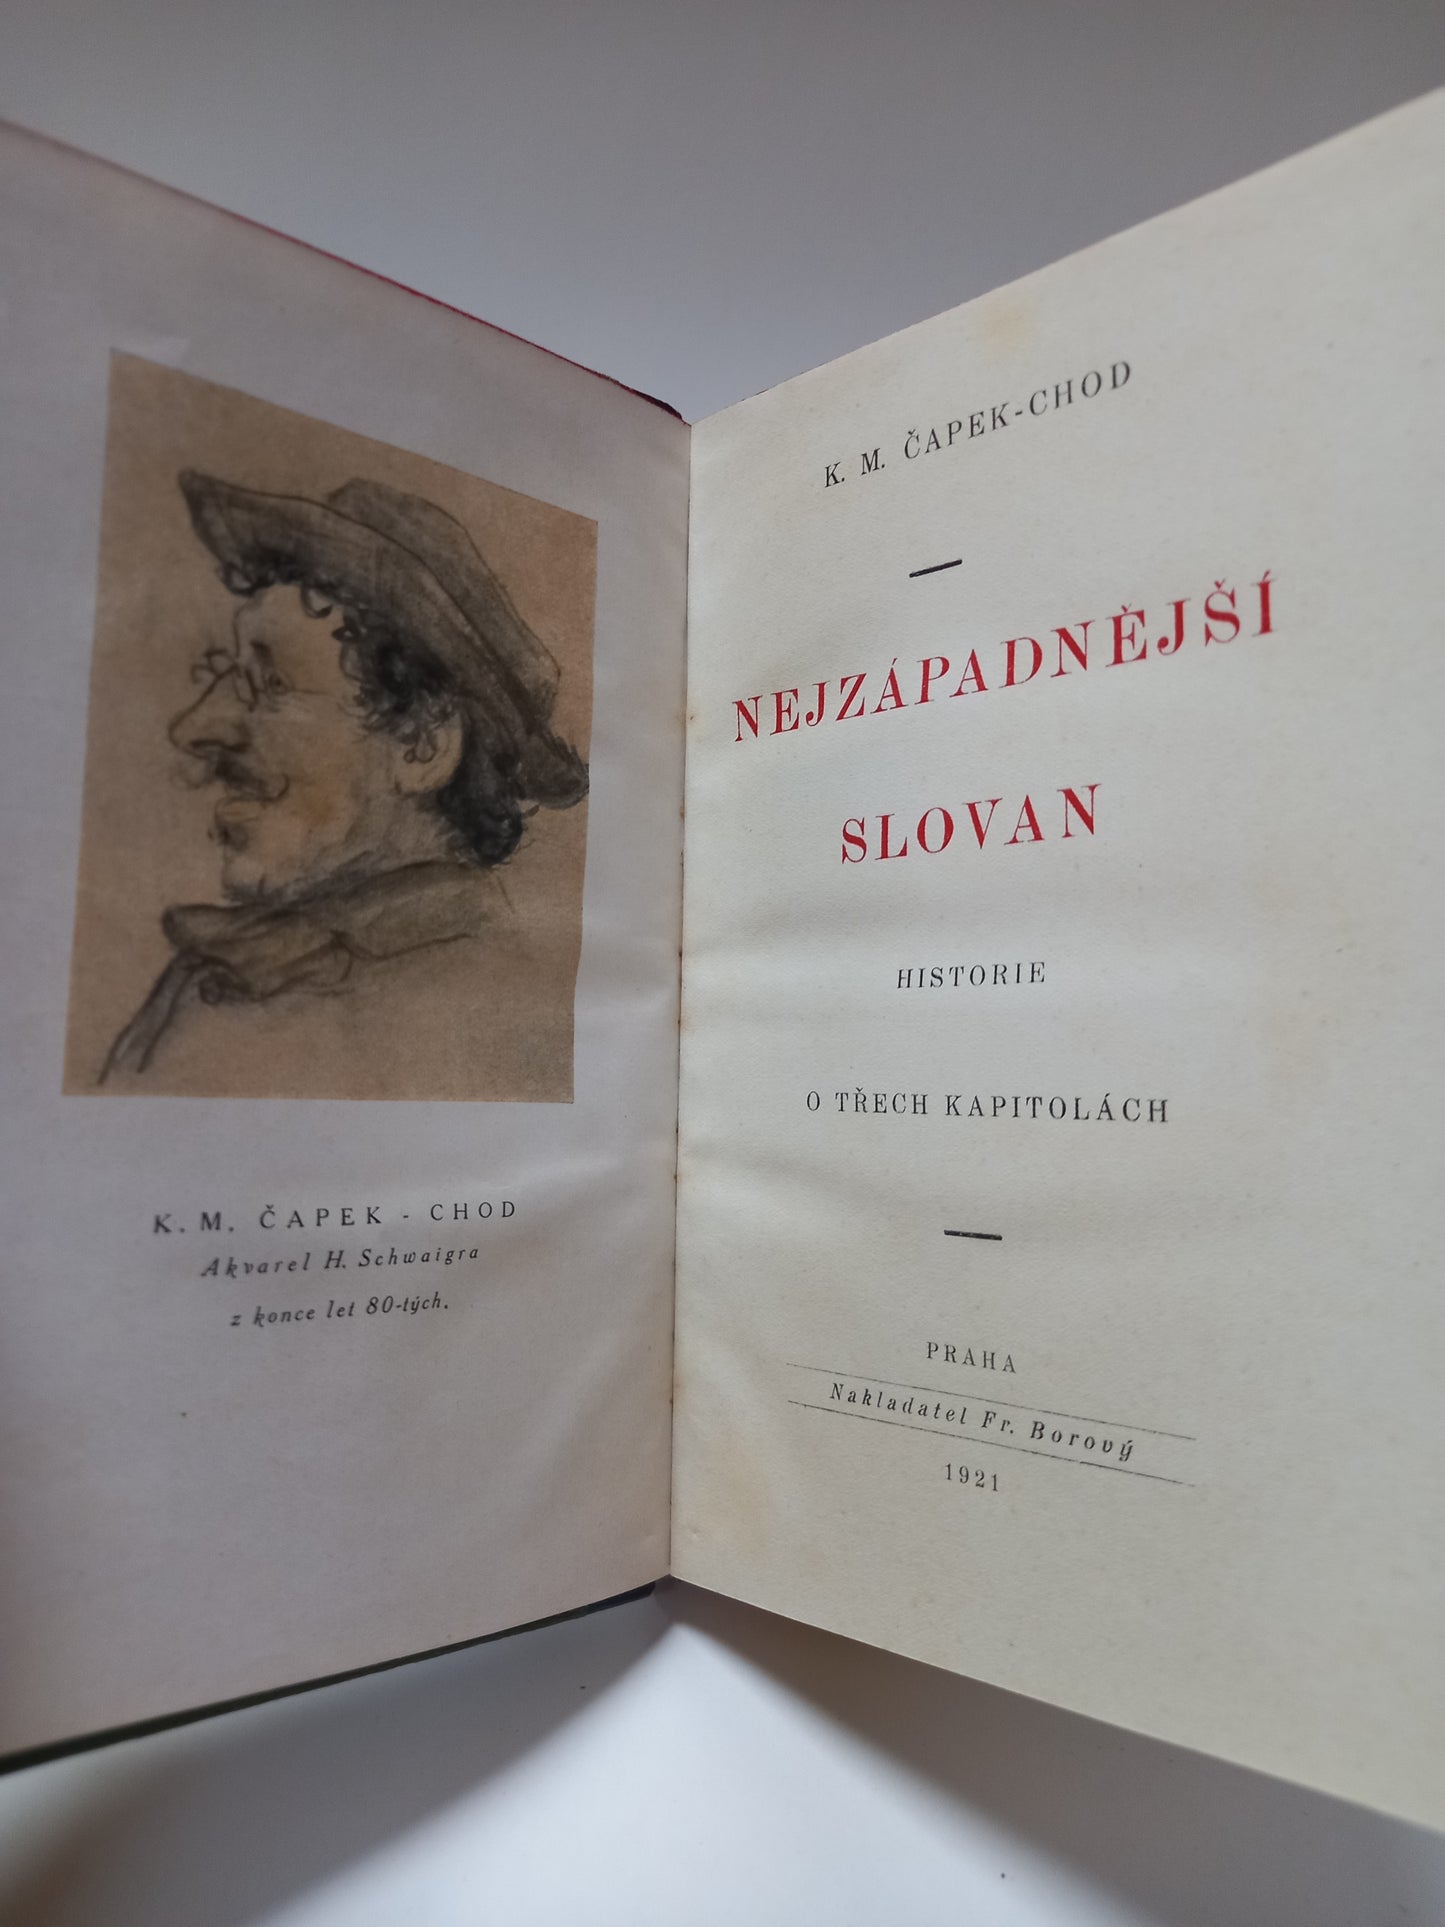 K. M. ČAPEK - CHOD
Akvarel H. Schwaigra
z konce let 80-tých.
K. M. ČAPEK-CHOD
NEJZÁPADNĚJŠÍ
SLOVAN
HISTORIE
O TŘECH KAPITOLÁCH
PRAHA
Nakladatel Fr. Borový
1921